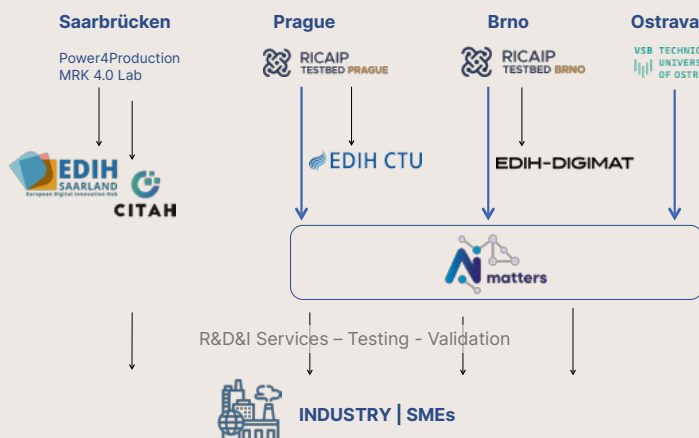 Saarbrücken
Prague
Brno
Ostrava
Power4Production
MRK 4.0 Lab
RICAIP
TESTBED PRAGUE
RICAIP
TESTBED BRNO
VSB TECHNIC
UNIVERS
OF OSTR
EDIH
SAARLAND
European Digital Innovation Hub
CITAH
EDIH CTU
EDIH-DIGIMAT
Ai matters
R&D&I Services – Testing - Validation
INDUSTRY | SMEs